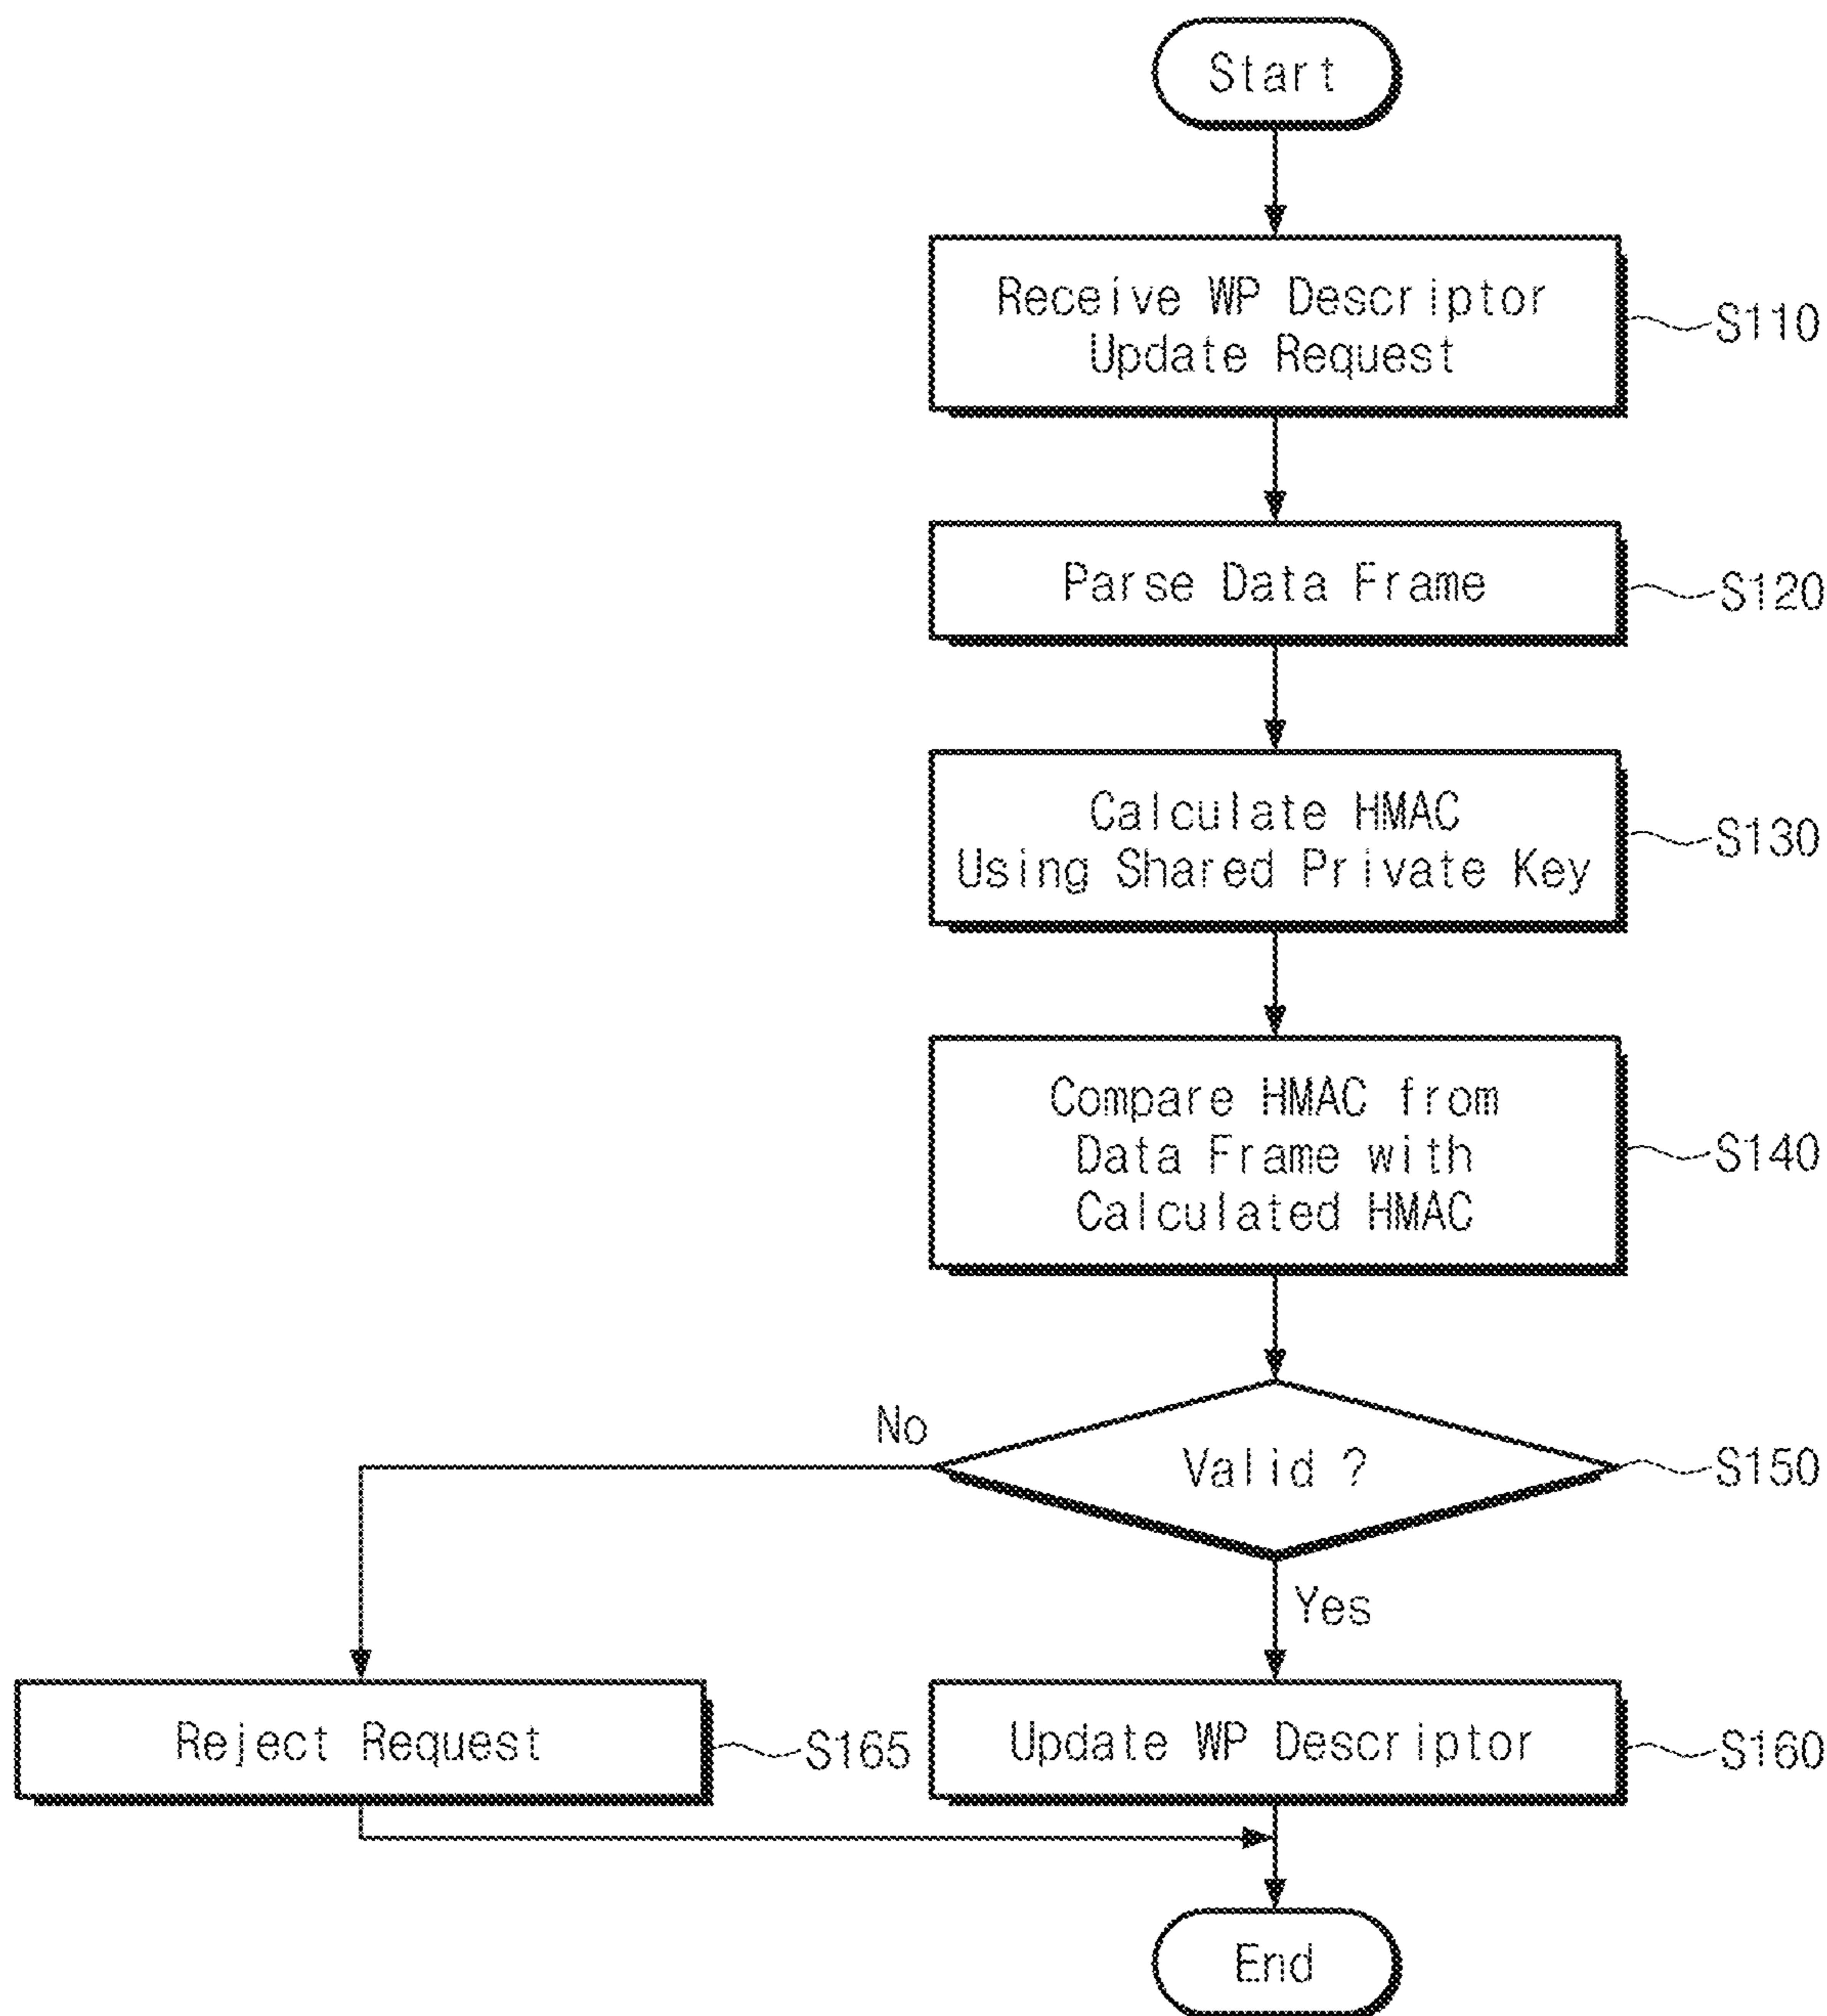 Start
Receive WP Descriptor
Update Request
S110
Parse Data Frame
S120
Calculate HMAC
Using Shared Private Key
S130
Compare HMAC from
Data Frame with
Calculated HMAC
S140
No
Valid ?
S150
Yes
Reject Request
S165
Update WP Descriptor
S160
End